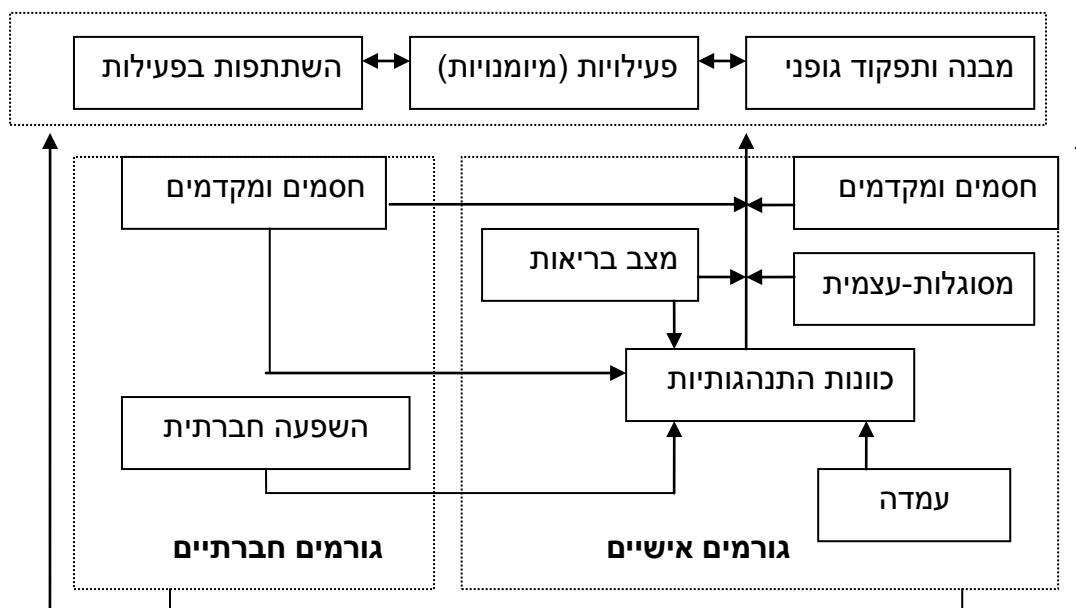 מבנה ותפקוד גופני
פעילויות (מיומנויות)
השתתפות בפעילות
חסמים ומקדמים
חסמים ומקדמים
מצב בריאות
מסוגלות-עצמית
כוונות התנהגותיות
השפעה חברתית
עמדה
גורמים אישיים
גורמים חברתיים